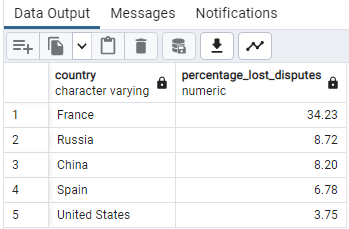 Data Output Messages Notifications
country percentage_lost_disputes
character varying numeric
1 France 34.23
2 Russia 8.72
3 China 8.20
4 Spain 6.78
5 United States 3.75